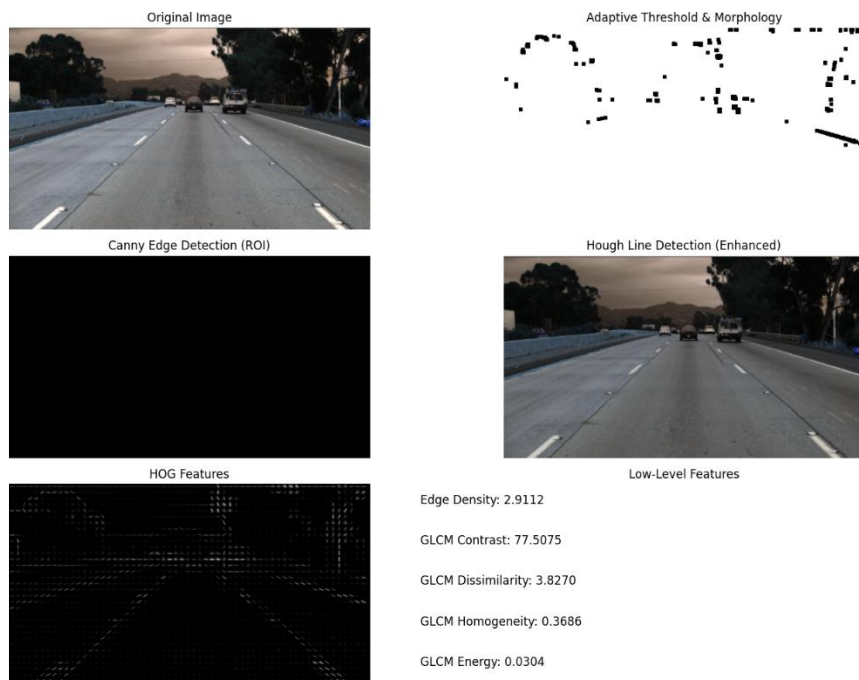 Original Image
Adaptive Threshold & Morphology
Canny Edge Detection (ROI)
Hough Line Detection (Enhanced)
HOG Features
Low-Level Features
Edge Density: 2.9112
GLCM Contrast: 77.5075
GLCM Dissimilarity: 3.8270
GLCM Homogeneity: 0.3686
GLCM Energy: 0.0304